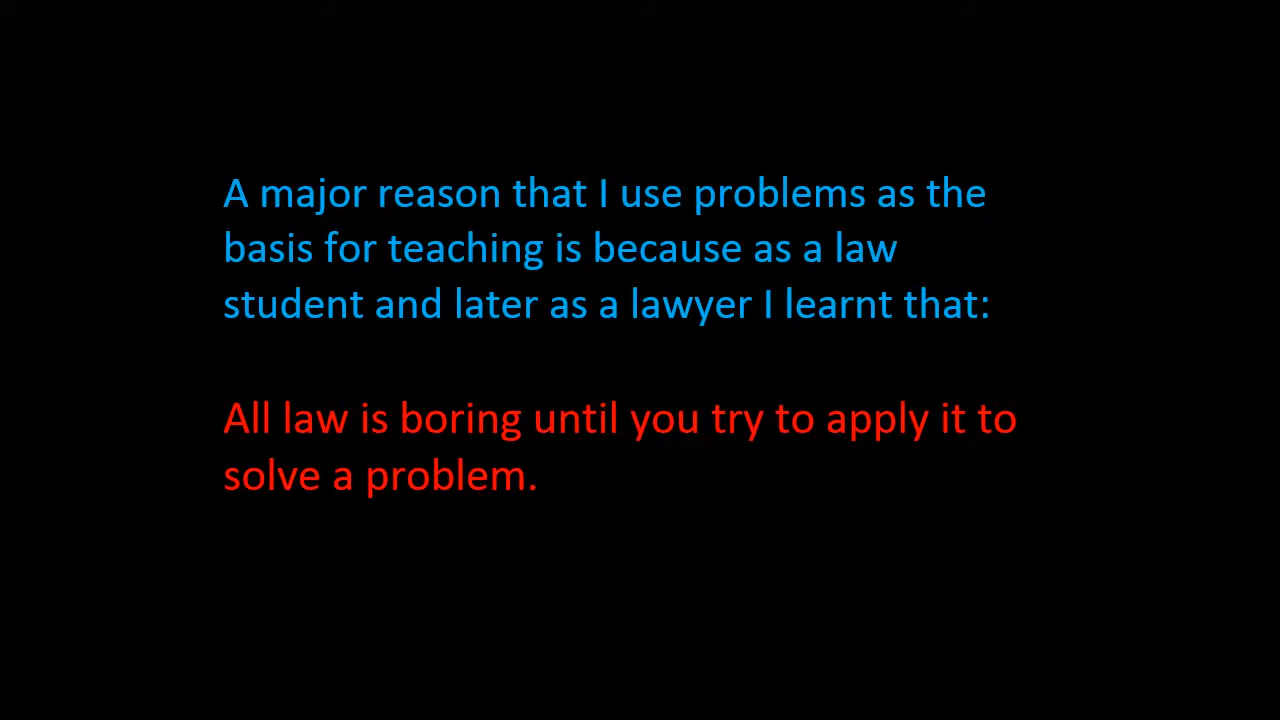 A major reason that I use problems as the
basis for teaching is because as a law
student and later as a lawyer I learnt that:
All law is boring until you try to apply it to
solve a problem.